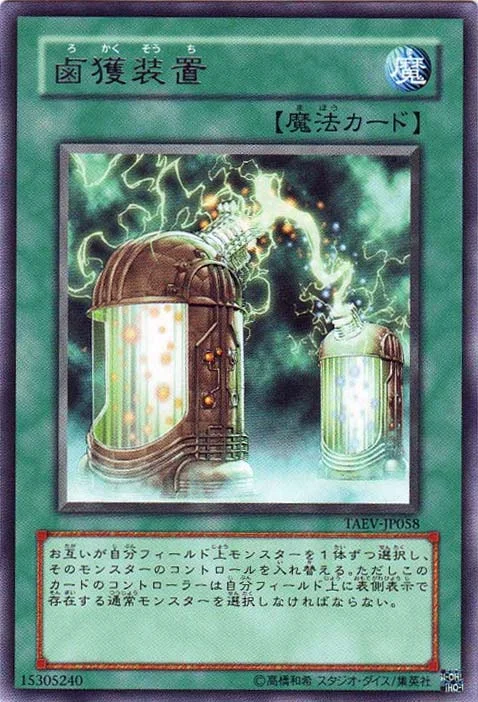 ろかくそうち
鹵獲装置
魔
まほう
【魔法カード】
TAEV-JP058
お互いが自分フィールド上モンスターを1体ずつ選択し、
そのモンスターのコントロールを入れ替える。ただしこの
カードのコントローラーは自分フィールド上に表側表示で
存在する通常モンスターを選択しなければならない。
15305240
©高橋和希 スタジオ・ダイス/集英社